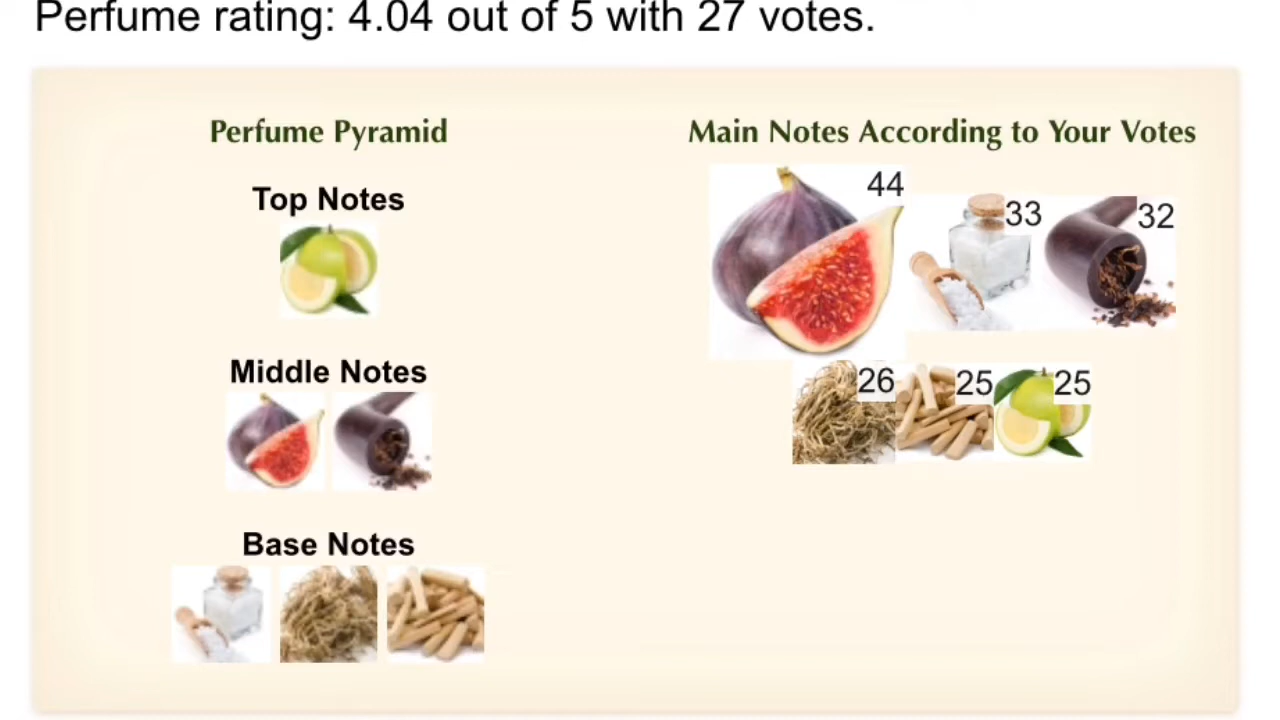 Perfume rating: 4.04 out of 5 with 27 votes.
Perfume Pyramid
Top Notes
Middle Notes
Base Notes
Main Notes According to Your Votes
44
33
32
26
25
25